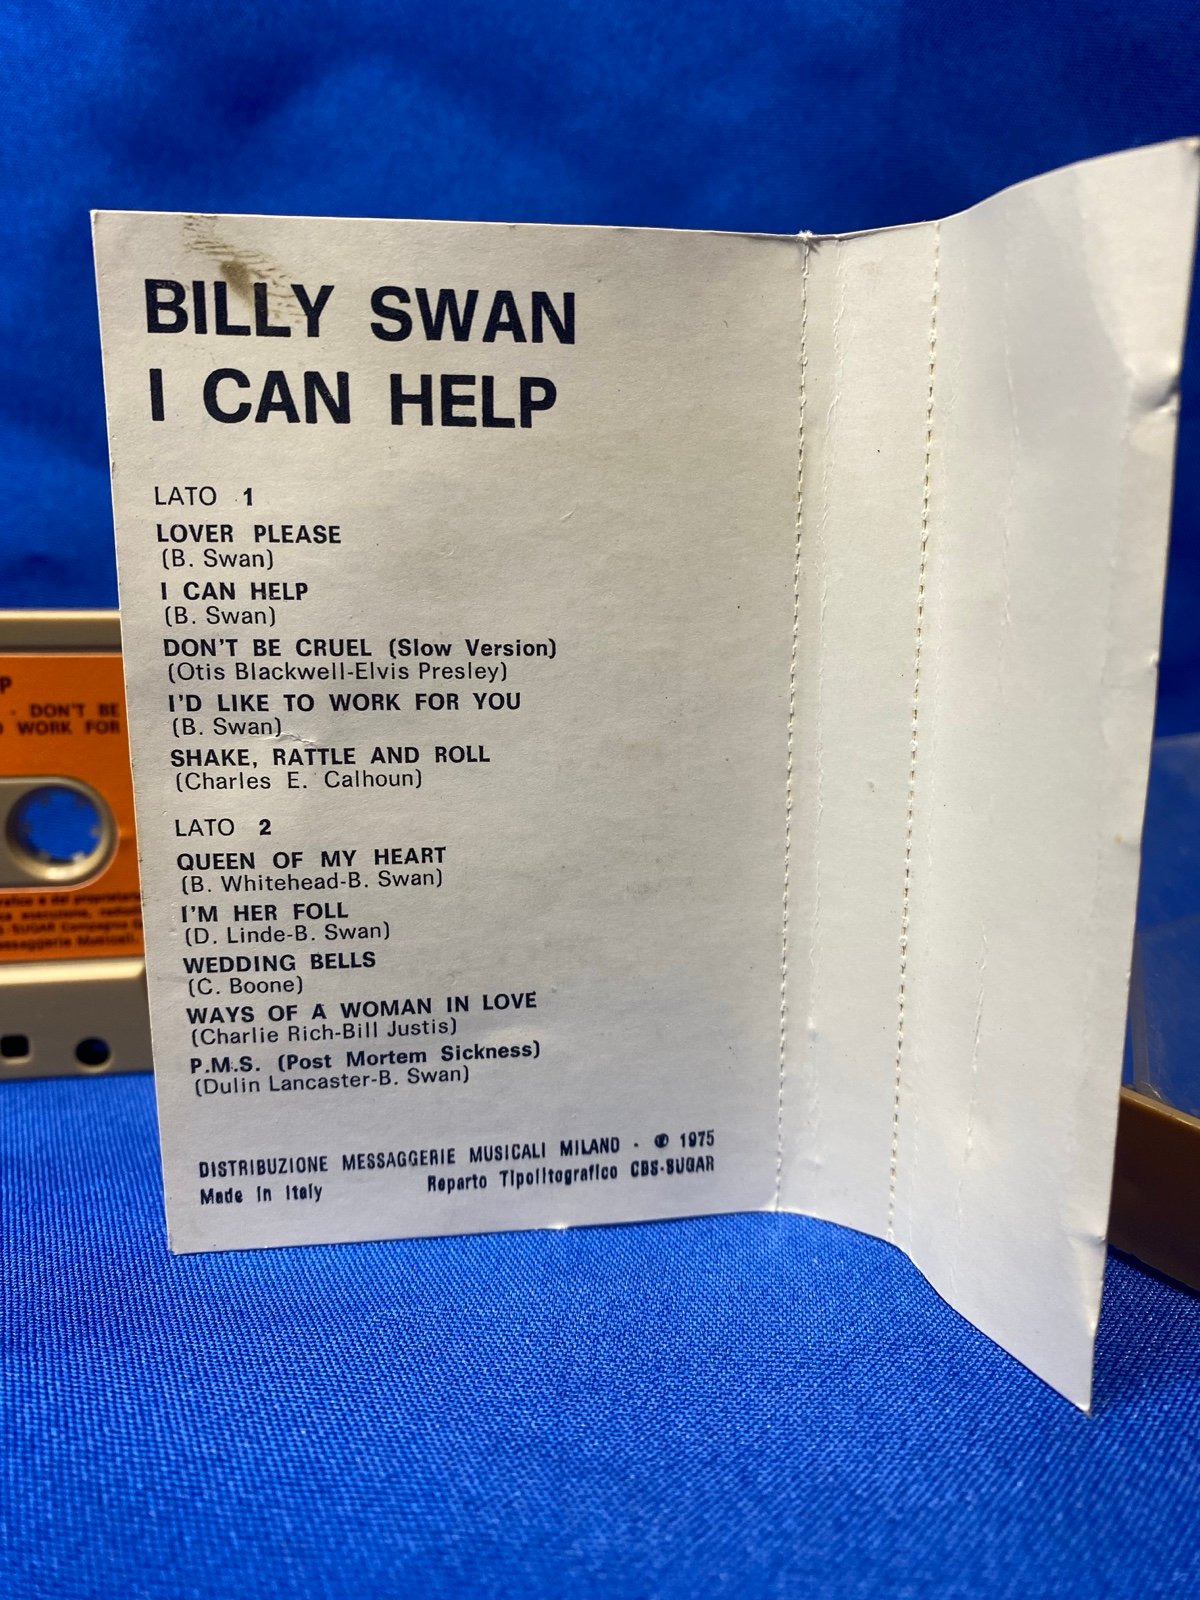 BILLY SWAN
I CAN HELP
LATO 1
LOVER PLEASE
(B. Swan)
I CAN HELP
(B. Swan)
DON'T BE CRUEL (Slow Version)
(Otis Blackwell-Elvis Presley)
I'D LIKE TO WORK FOR YOU
(B. Swan)
SHAKE, RATTLE AND ROLL
(Charles E. Calhoun)
LATO 2
QUEEN OF MY HEART
(B. Whitehead-B. Swan)
I'M HER FOLL
(D. Linde-B. Swan)
WEDDING BELLS
(C. Boone)
WAYS OF A WOMAN IN LOVE
(Charlie Rich-Bill Justis)
P.M.S. (Post Mortem Sickness)
(Dulin Lancaster-B. Swan)
DISTRIBUZIONE MESSAGGERIE MUSICALI MILANO - ℗ 1975
Made in Italy Reparto Tipolitografico CBS-SUGAR
P
- DON'T BE
WORK FOR
esecuzione,
SUGAR Compagnia
Musicali.